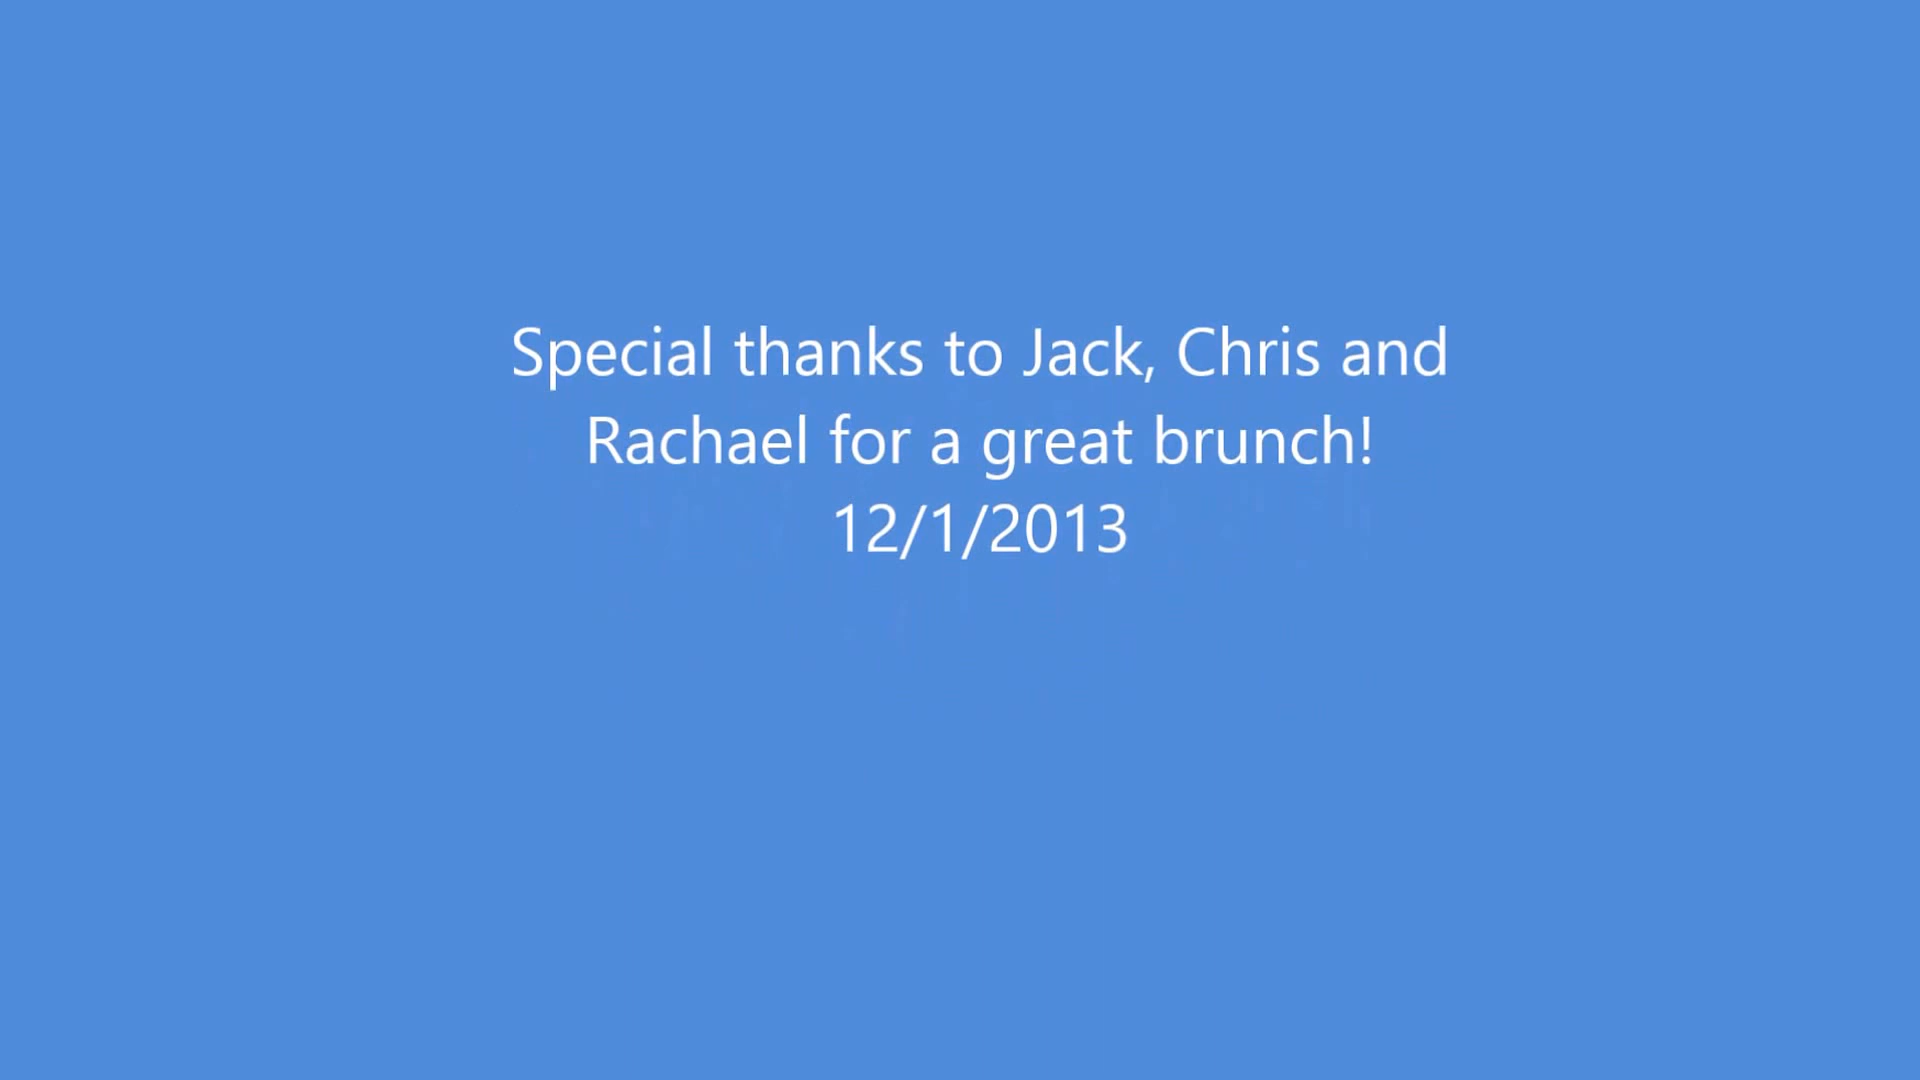 Special thanks to Jack, Chris and
Rachael for a great brunch!
12/1/2013